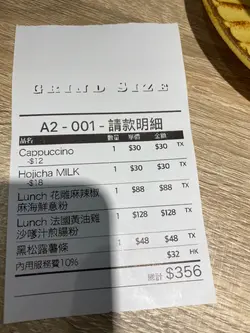 GRIND SIZE
A2 - 001 - 請款明細
品名 數量 單價 金額
Cappuccino 1 $30 $30 TX
-$12
Hojicha MILK 1 $30 $30 TX
-$18
Lunch 花雕麻辣椒 1 $88 $88 TX
麻海鮮意粉
Lunch 法國黃油雞 1 $128 $128 TX
沙嗲汁煎腸粉
黑松露薯條 1 $48 $48 TX
內用服務費10% $32 HK
總計 $356